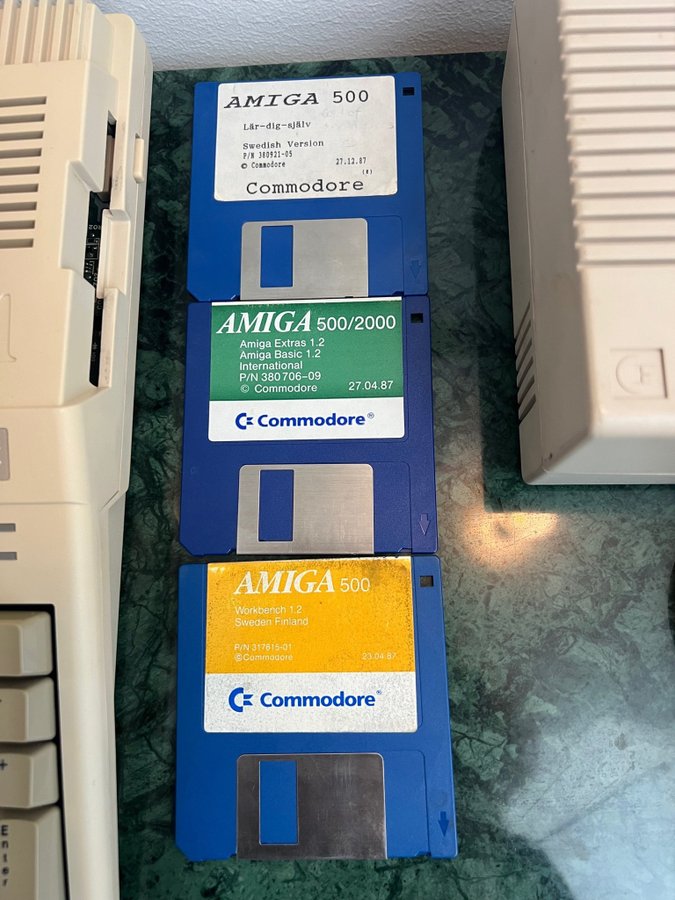 AMIGA 500
Lär-dig-själv
Swedish Version
P/N 380921-05
© Commodore 27.12.87
(0)
Commodore
AMIGA 500/2000
Amiga Extras 1.2
Amiga Basic 1.2
International
P/N 380706-09
© Commodore 27.04.87
Commodore®
AMIGA 500
Workbench 1.2
Sweden Finland
P/N 317615-01
©Commodore 23.04.87
Commodore®
+
Enter